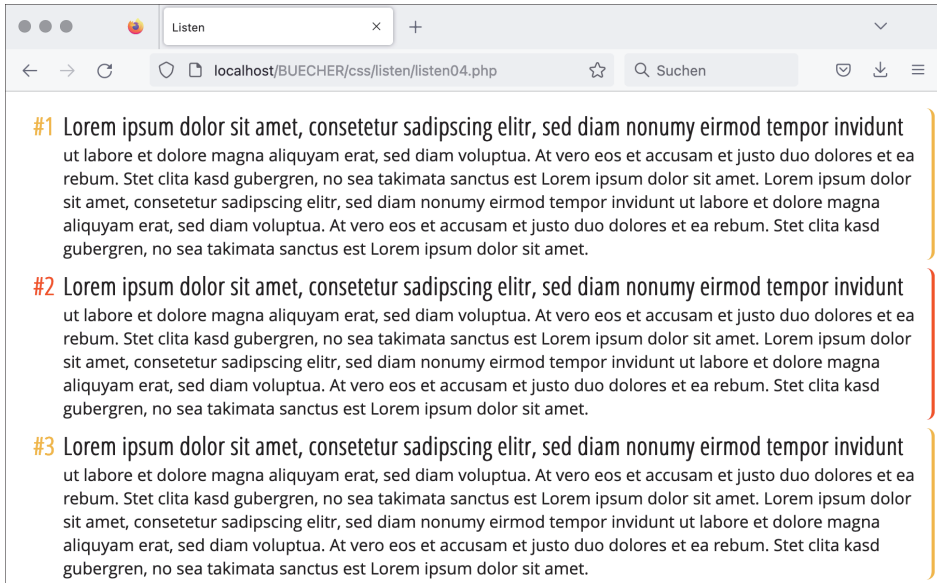 Listen
localhost/BUECHER/css/listen/listen04.php
Suchen
#1 Lorem ipsum dolor sit amet, consetetur sadipscing elitr, sed diam nonumy eirmod tempor invidunt
ut labore et dolore magna aliquyam erat, sed diam voluptua. At vero eos et accusam et justo duo dolores et ea
rebum. Stet clita kasd gubergren, no sea takimata sanctus est Lorem ipsum dolor sit amet. Lorem ipsum dolor
sit amet, consetetur sadipscing elitr, sed diam nonumy eirmod tempor invidunt ut labore et dolore magna
aliquyam erat, sed diam voluptua. At vero eos et accusam et justo duo dolores et ea rebum. Stet clita kasd
gubergren, no sea takimata sanctus est Lorem ipsum dolor sit amet.
#2 Lorem ipsum dolor sit amet, consetetur sadipscing elitr, sed diam nonumy eirmod tempor invidunt
ut labore et dolore magna aliquyam erat, sed diam voluptua. At vero eos et accusam et justo duo dolores et ea
rebum. Stet clita kasd gubergren, no sea takimata sanctus est Lorem ipsum dolor sit amet. Lorem ipsum dolor
sit amet, consetetur sadipscing elitr, sed diam nonumy eirmod tempor invidunt ut labore et dolore magna
aliquyam erat, sed diam voluptua. At vero eos et accusam et justo duo dolores et ea rebum. Stet clita kasd
gubergren, no sea takimata sanctus est Lorem ipsum dolor sit amet.
#3 Lorem ipsum dolor sit amet, consetetur sadipscing elitr, sed diam nonumy eirmod tempor invidunt
ut labore et dolore magna aliquyam erat, sed diam voluptua. At vero eos et accusam et justo duo dolores et ea
rebum. Stet clita kasd gubergren, no sea takimata sanctus est Lorem ipsum dolor sit amet. Lorem ipsum dolor
sit amet, consetetur sadipscing elitr, sed diam nonumy eirmod tempor invidunt ut labore et dolore magna
aliquyam erat, sed diam voluptua. At vero eos et accusam et justo duo dolores et ea rebum. Stet clita kasd
gubergren, no sea takimata sanctus est Lorem ipsum dolor sit amet.